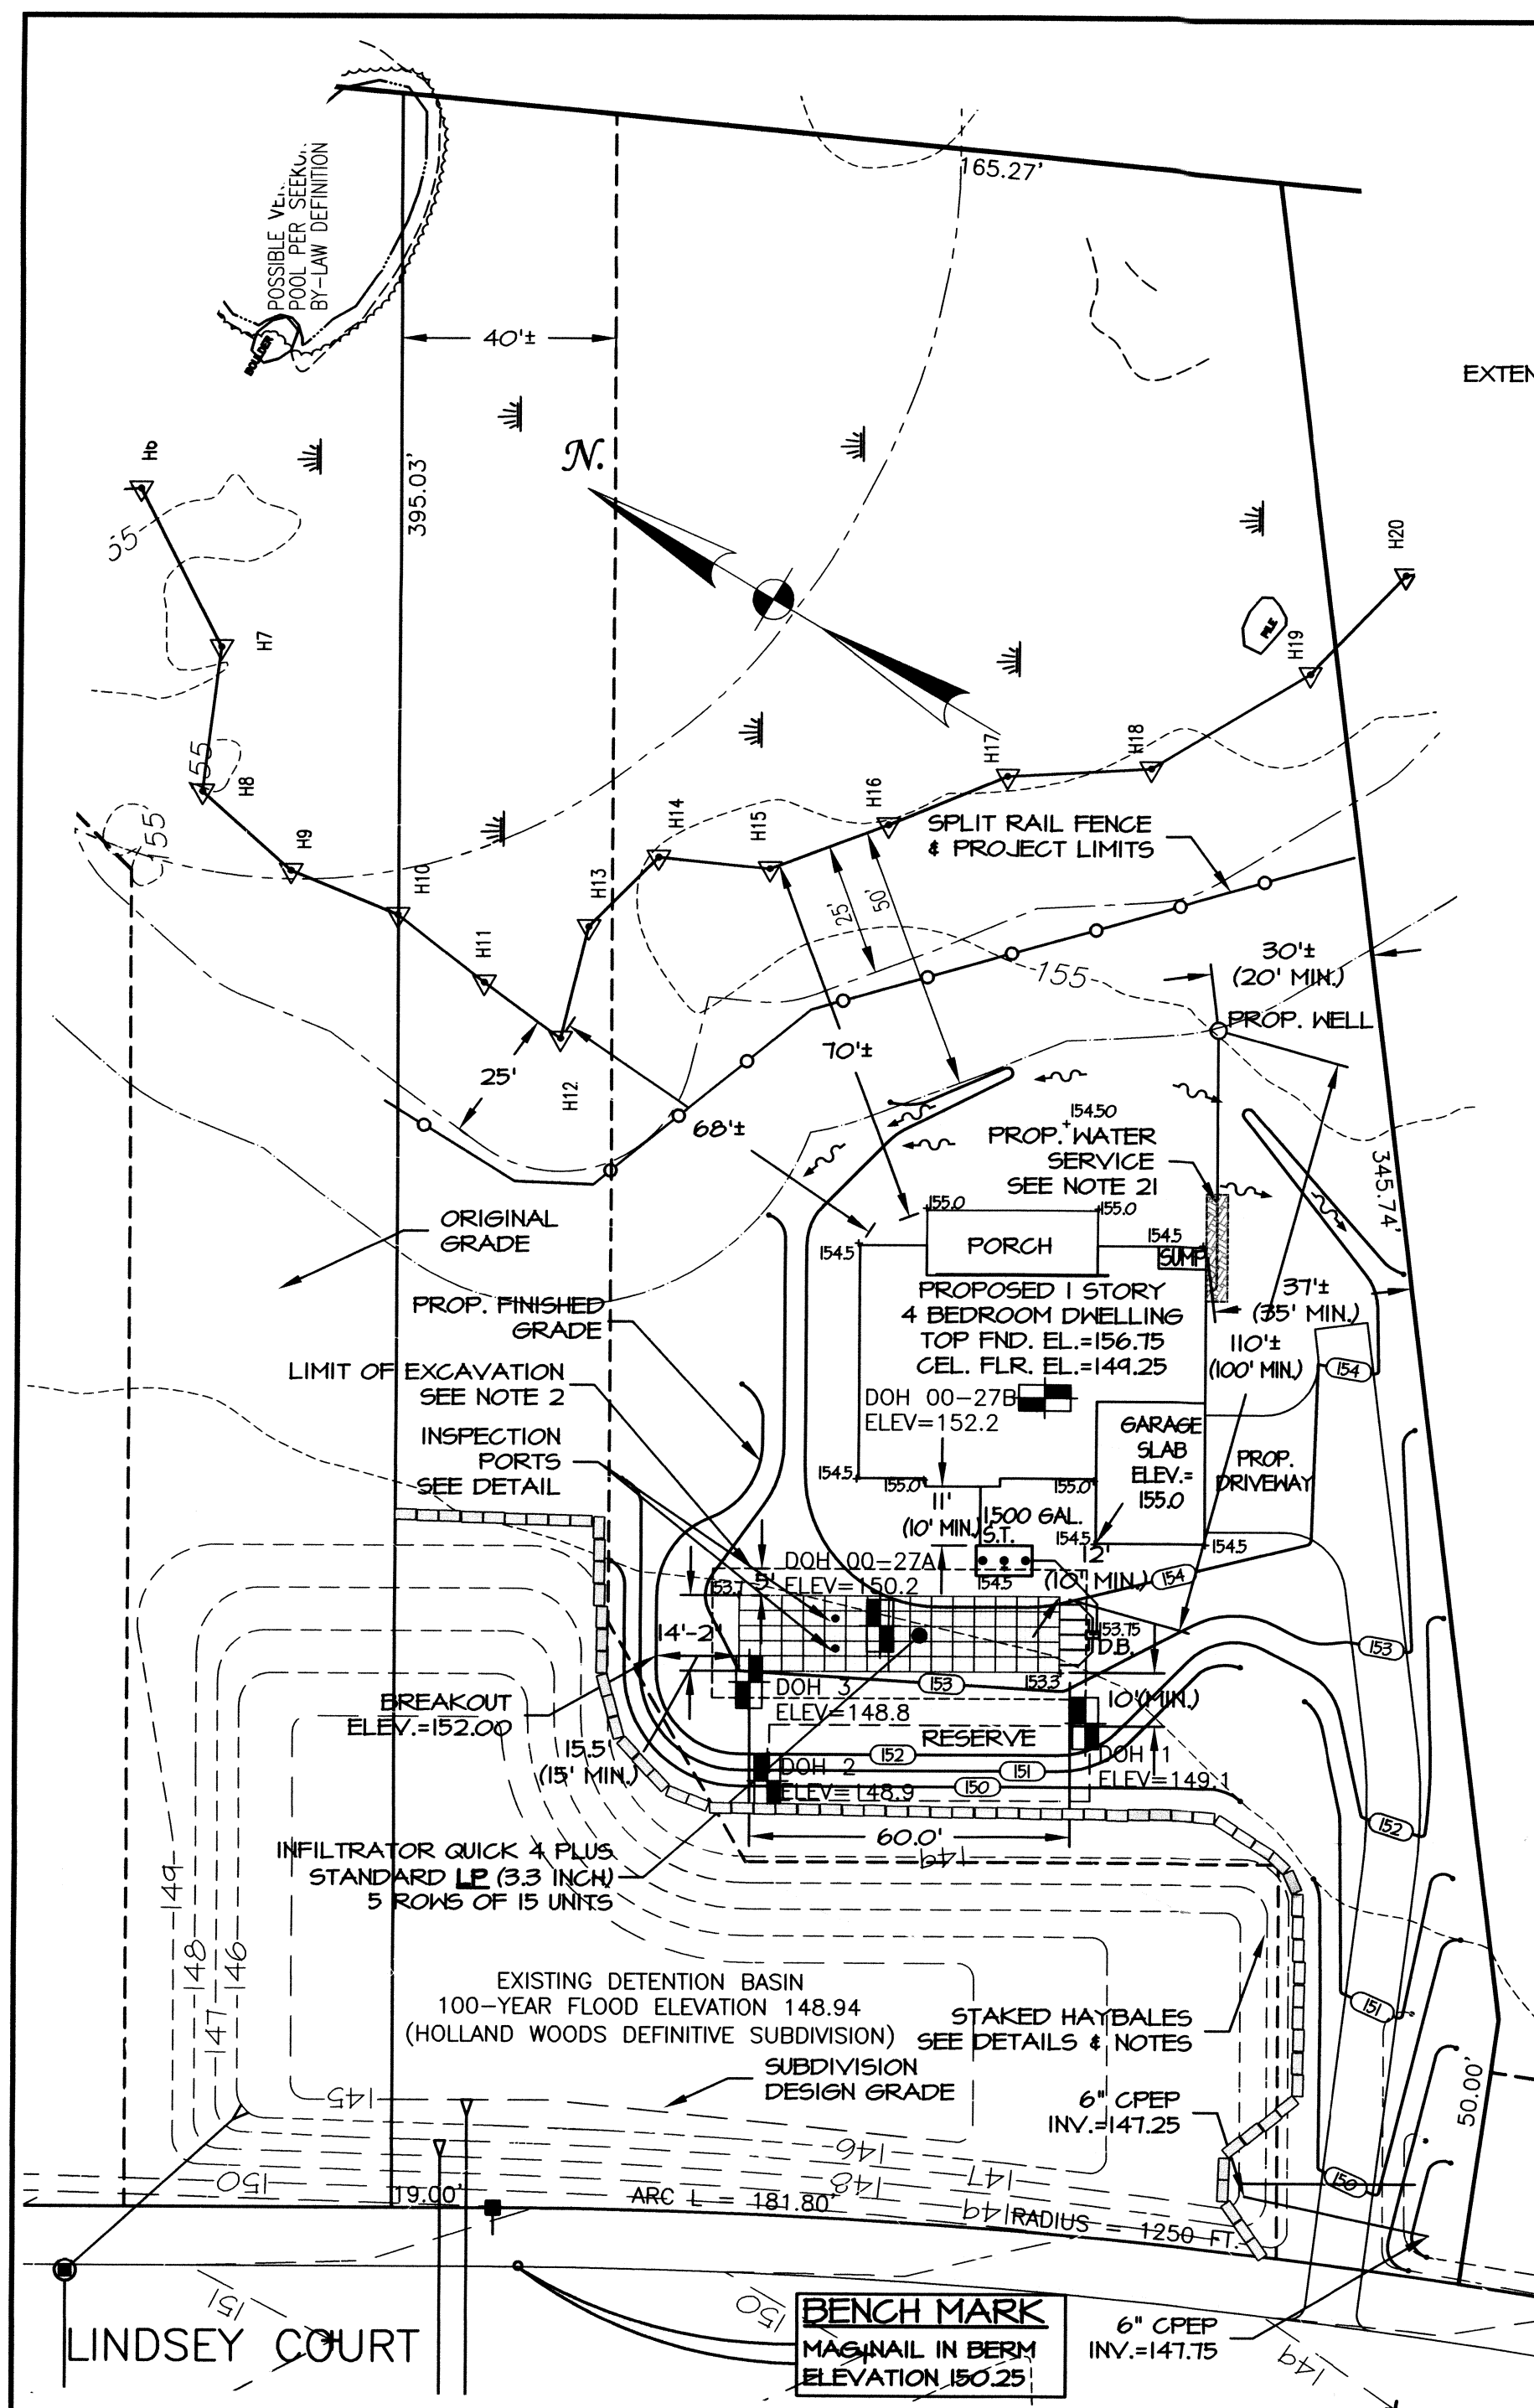 165.27'
POSSIBLE
POOL PER
BY-LAW DEFINITION
BOULDER
40'±
EXTEN
395.03'
N.
H6
H7
H8
H9
H10
H11
H12
H13
H14
H15
H16
H17
H18
H19
H20
PILE
55
155
155
SPLIT RAIL FENCE
& PROJECT LIMITS
25'
50'
155
30'±
(20' MIN.)
PROP. WELL
70'±
25'
68'±
154.50
PROP. WATER
SERVICE
SEE NOTE 21
345.74'
ORIGINAL
GRADE
155.0
155.0
PORCH
154.5
154.5
SUMP
PROP. FINISHED
GRADE
PROPOSED 1 STORY
4 BEDROOM DWELLING
TOP FND. EL.=156.75
CEL. FLR. EL.=149.25
37'±
(35' MIN.)
110'±
(100' MIN.)
154
LIMIT OF EXCAVATION
SEE NOTE 2
DOH 00-27B
ELEV=152.2
INSPECTION
PORTS
SEE DETAIL
GARAGE
SLAB
ELEV.=
155.0
PROP.
DRIVEWAY
154.5
155.0
155.0
11'
(10' MIN.)
1500 GAL.
S.T.
154.5
154.5
154.5
12'
(10' MIN.)
154
DOH 00-27A
ELEV=150.2
153.7
5'
14'-2"
153.75
D.B.
153
BREAKOUT
ELEV.=152.00
DOH 3
ELEV=148.8
153
153.3
10' (MIN.)
RESERVE
15.5'
(15' MIN.)
152
151
150
DOH 2
ELEV=148.9
DOH 1
ELEV=149.1
152
60.0'
149
INFILTRATOR QUICK 4 PLUS
STANDARD LP (3.3 INCH)
5 ROWS OF 15 UNITS
149
148
147
146
EXISTING DETENTION BASIN
100-YEAR FLOOD ELEVATION 148.94
(HOLLAND WOODS DEFINITIVE SUBDIVISION)
STAKED HAYBALES
SEE DETAILS & NOTES
151
SUBDIVISION
DESIGN GRADE
145
6" CPEP
INV.=147.25
50.00'
146
147
148
149
150
150
19.00'
ARC L = 181.80'
RADIUS = 1250 FT.
151
150
LINDSEY COURT
BENCH MARK
MAG NAIL IN BERM
ELEVATION 150.25
6" CPEP
INV.=147.75
149